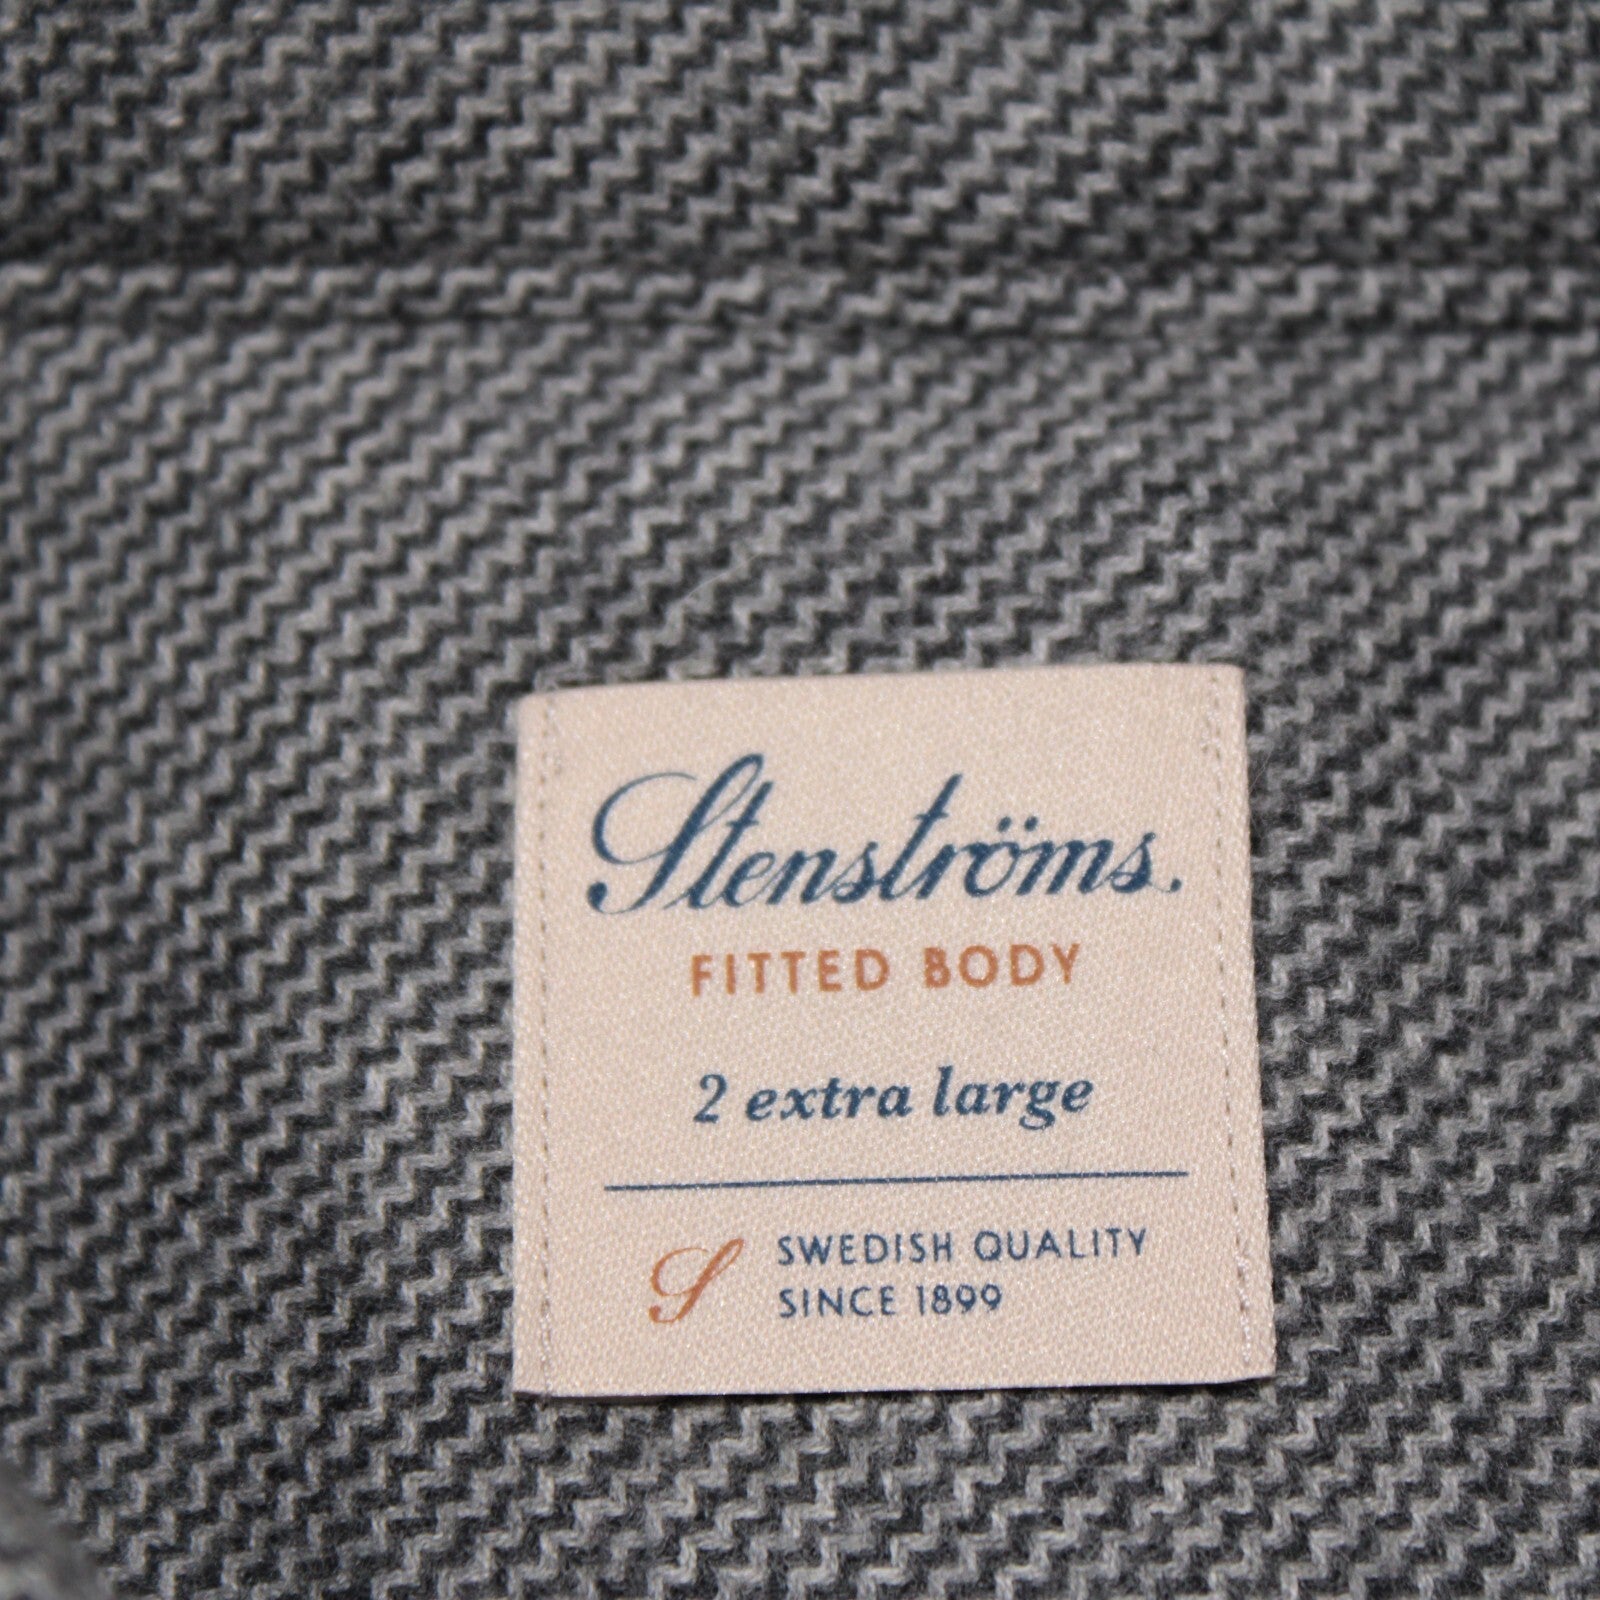 Stenströms.
FITTED BODY
2 extra large
S SWEDISH QUALITY
SINCE 1899